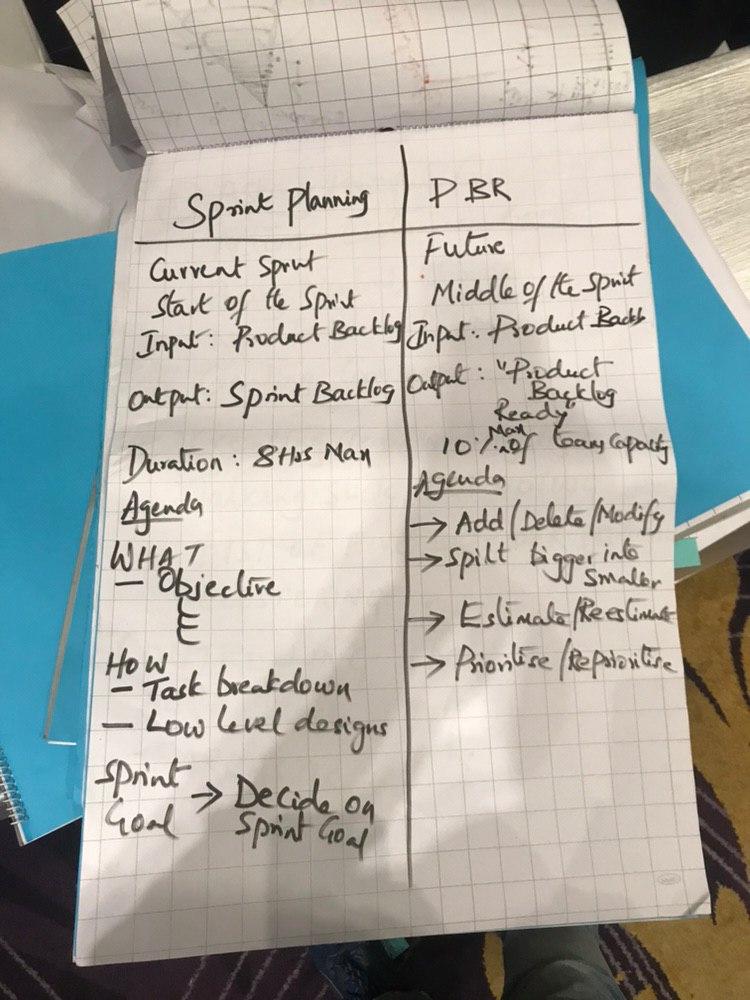 Sprint Planning
Current Sprint
Start of the Sprint
Input: Product Backlog
Output: Sprint Backlog
Duration: 8Hrs Max
Agenda
WHAT
– Objective
HOW
– Task breakdown
– Low level designs
Sprint Goal → Decide on
Sprint Goal
PBR
Future
Middle of the Sprint
Input: Product Backlo
Output: "Product
Backlog
Ready"
Max
10% of team capacity
Agenda
→ Add/Delete/Modify
→ Spilt bigger into
smaller
→ Estimate/Reestimate
→ Prioritise/Reprioritise